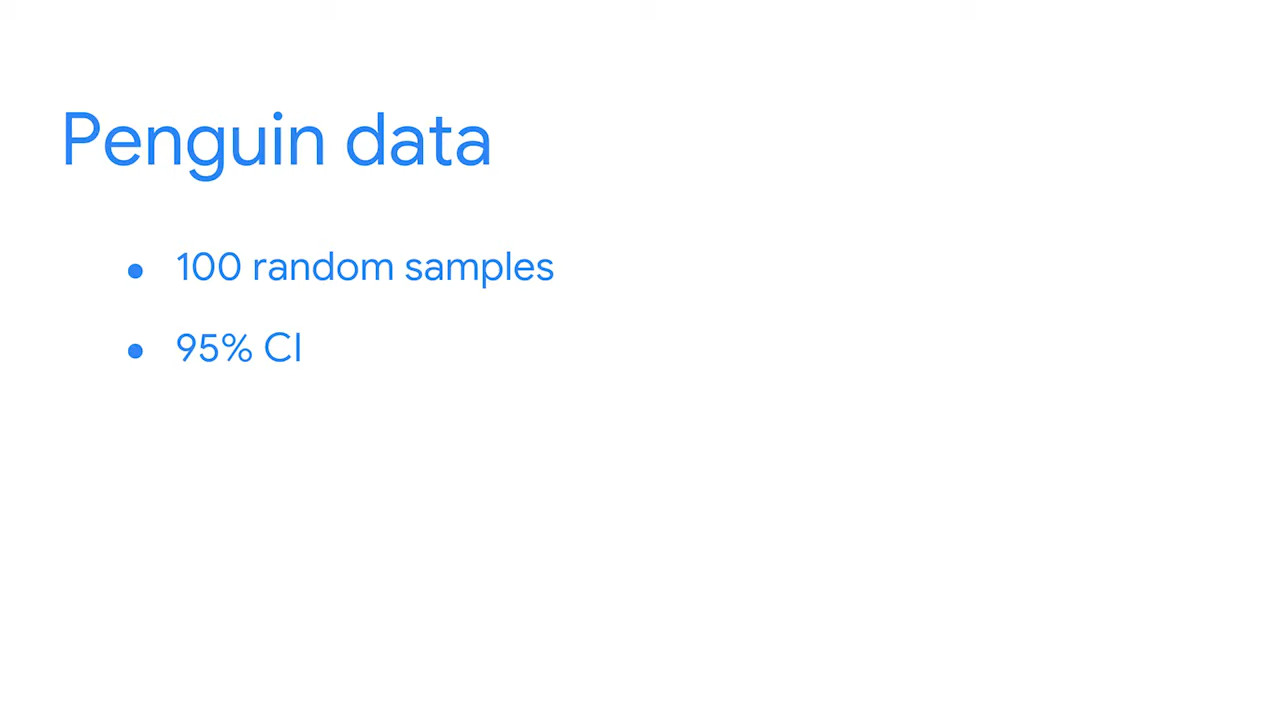 Penguin data
● 100 random samples
● 95% CI